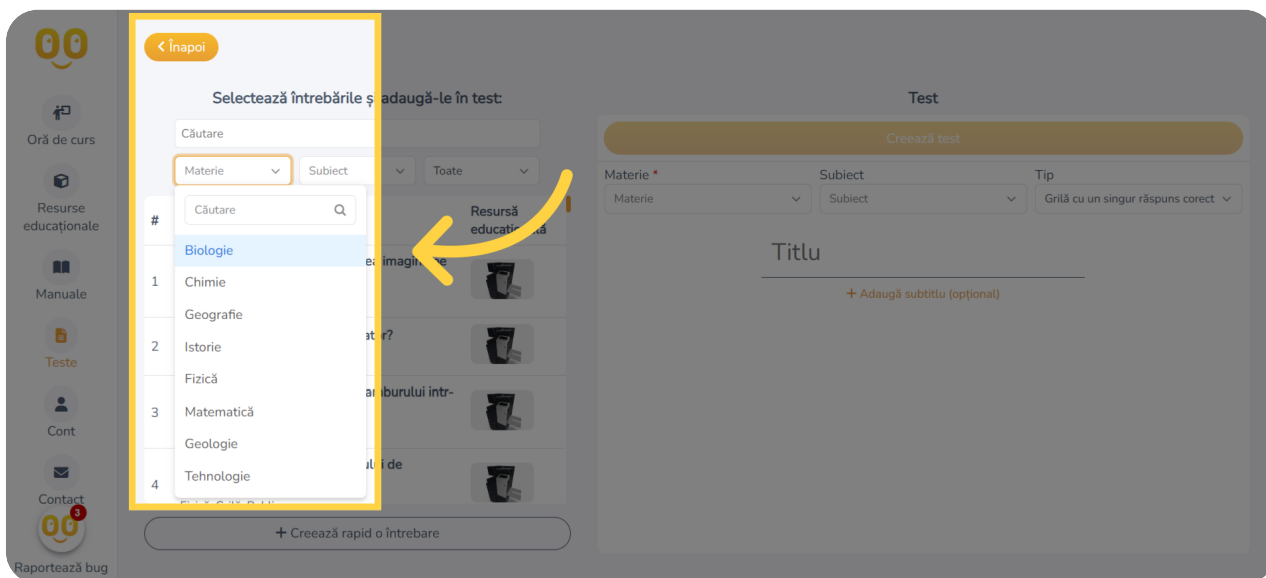 Oră de curs
Resurse
educaționale
Manuale
Teste
Cont
Contact
3
Raportează bug
Înapoi
Selectează întrebările și adaugă-le în test:
Căutare
Materie
Subiect
Toate
#
Căutare
Resursă
educațională
Biologie
Chimie
Geografie
Istorie
Fizică
Matematică
Geologie
Tehnologie
1
2
3
4
intr-
de
+ Creează rapid o întrebare
Test
Creează test
Materie *
Subiect
Tip
Materie
Subiect
Grilă cu un singur răspuns corect
Titlu
+ Adaugă subtitlu (opțional)